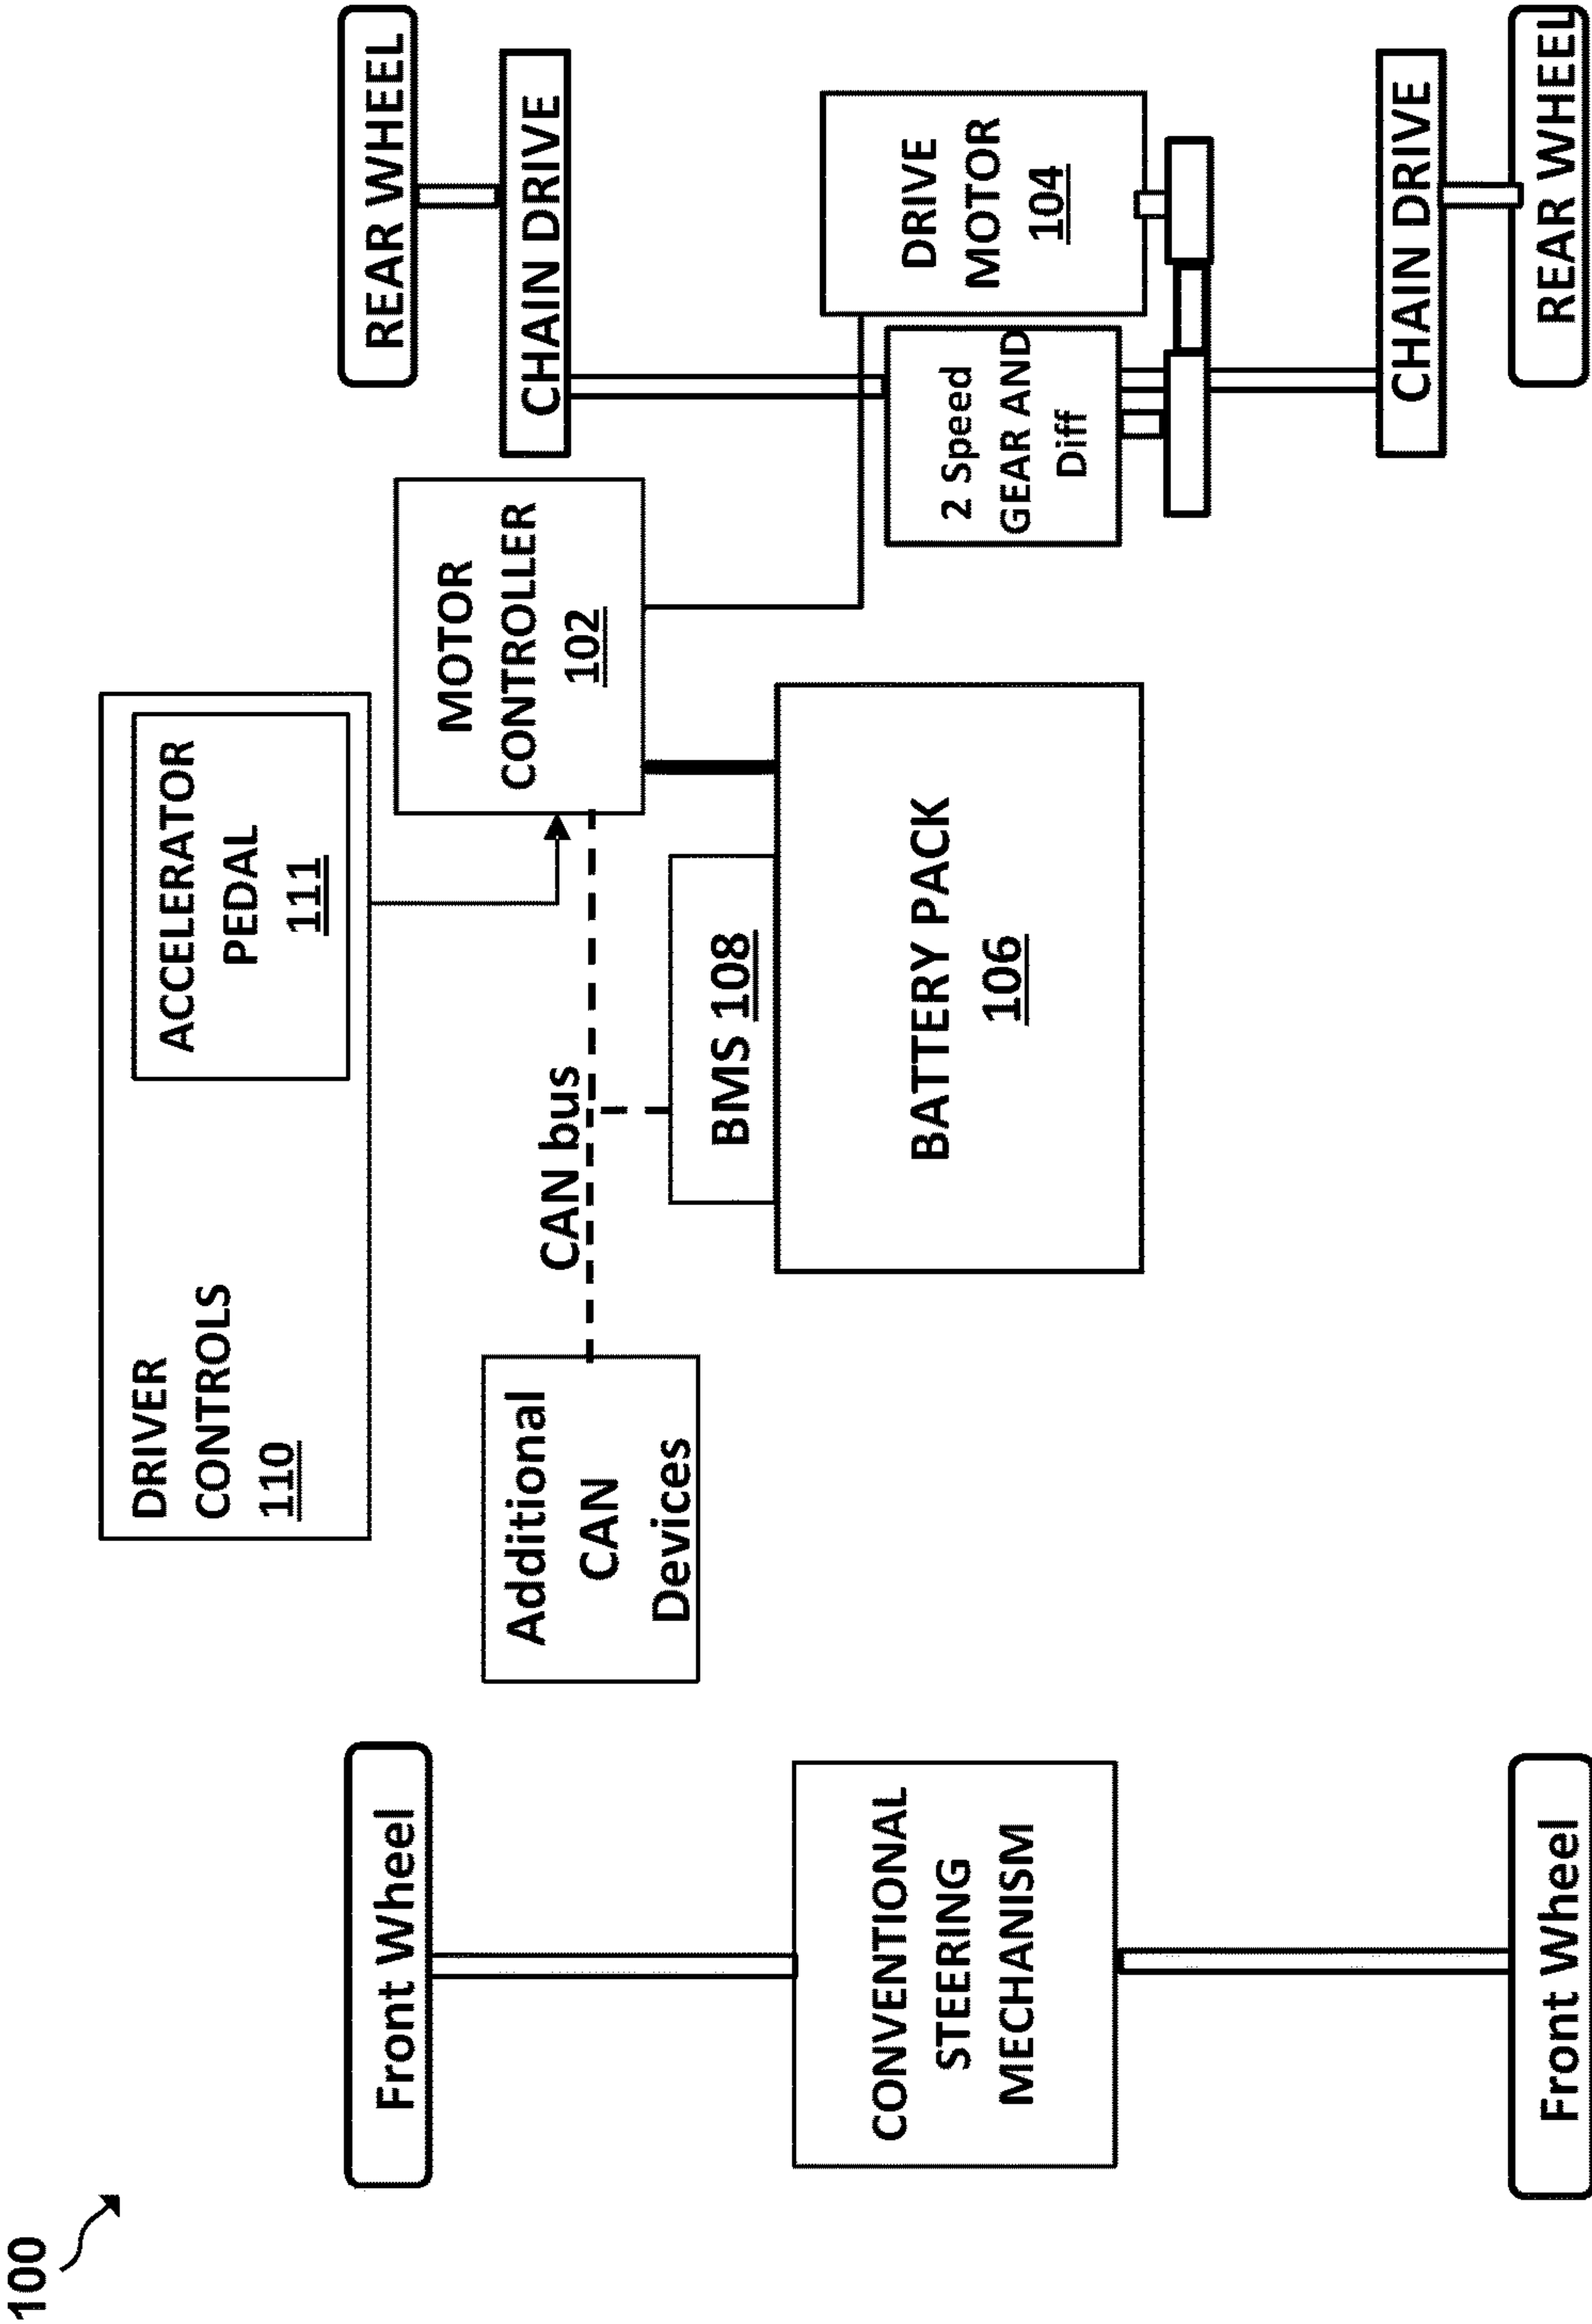 100
DRIVER
CONTROLS
110
ACCELERATOR
PEDAL
111
Front Wheel
Additional
CAN
Devices
CAN bus
MOTOR
CONTROLLER
102
REAR WHEEL
CHAIN DRIVE
CONVENTIONAL
STEERING
MECHANISM
BMS 108
BATTERY PACK
106
2 Speed
GEAR AND
Diff
DRIVE
MOTOR
104
CHAIN DRIVE
Front Wheel
REAR WHEEL